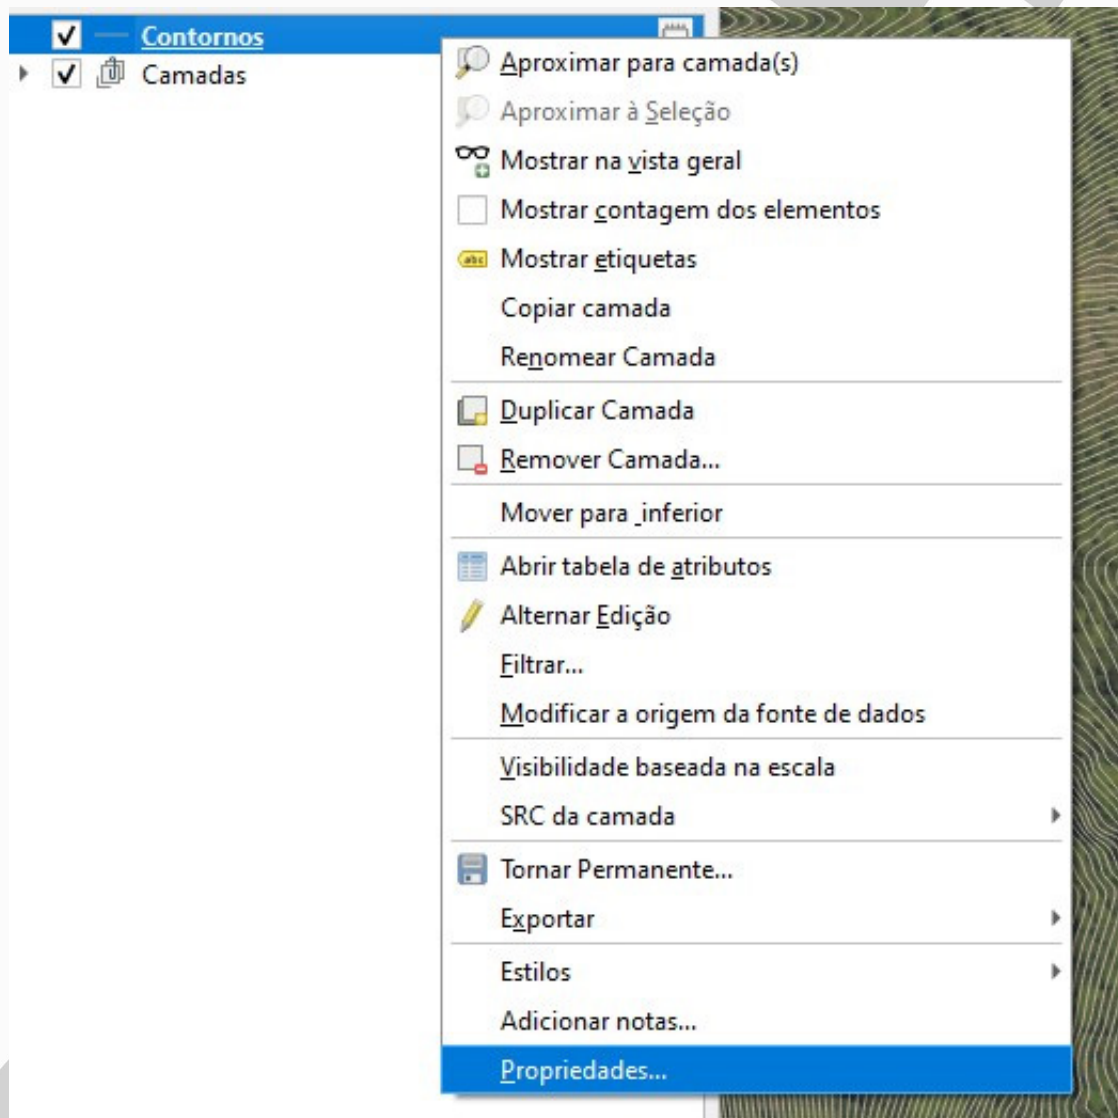 Contornos
Camadas
Aproximar para camada(s)
Aproximar à Seleção
Mostrar na vista geral
Mostrar contagem dos elementos
abc Mostrar etiquetas
Copiar camada
Renomear Camada
Duplicar Camada
Remover Camada...
Mover para _inferior
Abrir tabela de atributos
Alternar Edição
Filtrar...
Modificar a origem da fonte de dados
Visibilidade baseada na escala
SRC da camada
Tornar Permanente...
Exportar
Estilos
Adicionar notas...
Propriedades...